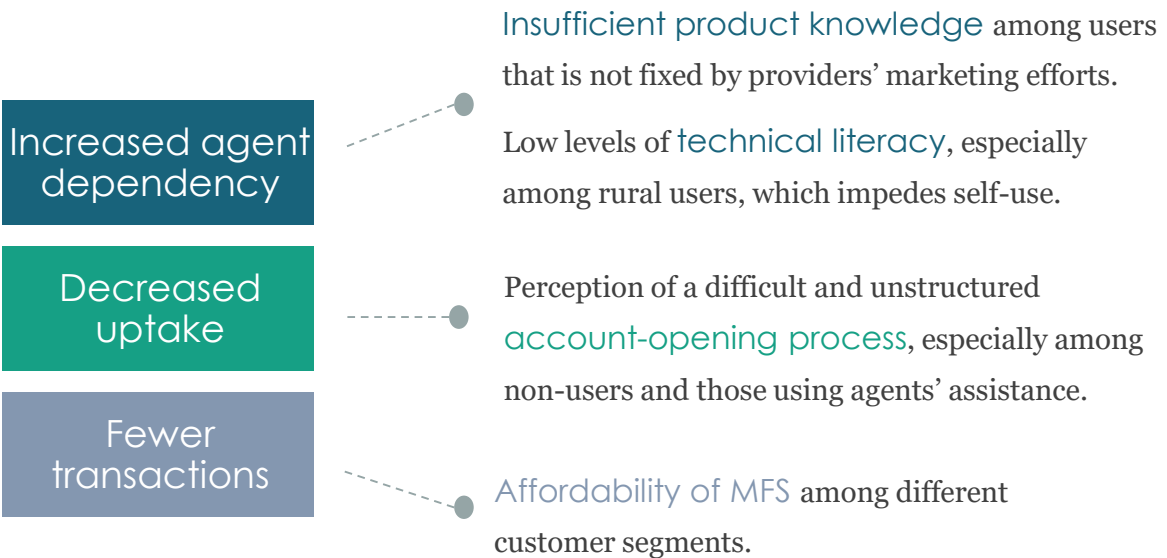 Insufficient product knowledge among users
that is not fixed by providers’ marketing efforts.
Increased agent
dependency
Low levels of technical literacy, especially
among rural users, which impedes self-use.
Decreased
uptake
Perception of a difficult and unstructured
account-opening process, especially among
non-users and those using agents’ assistance.
Fewer
transactions
Affordability of MFS among different
customer segments.